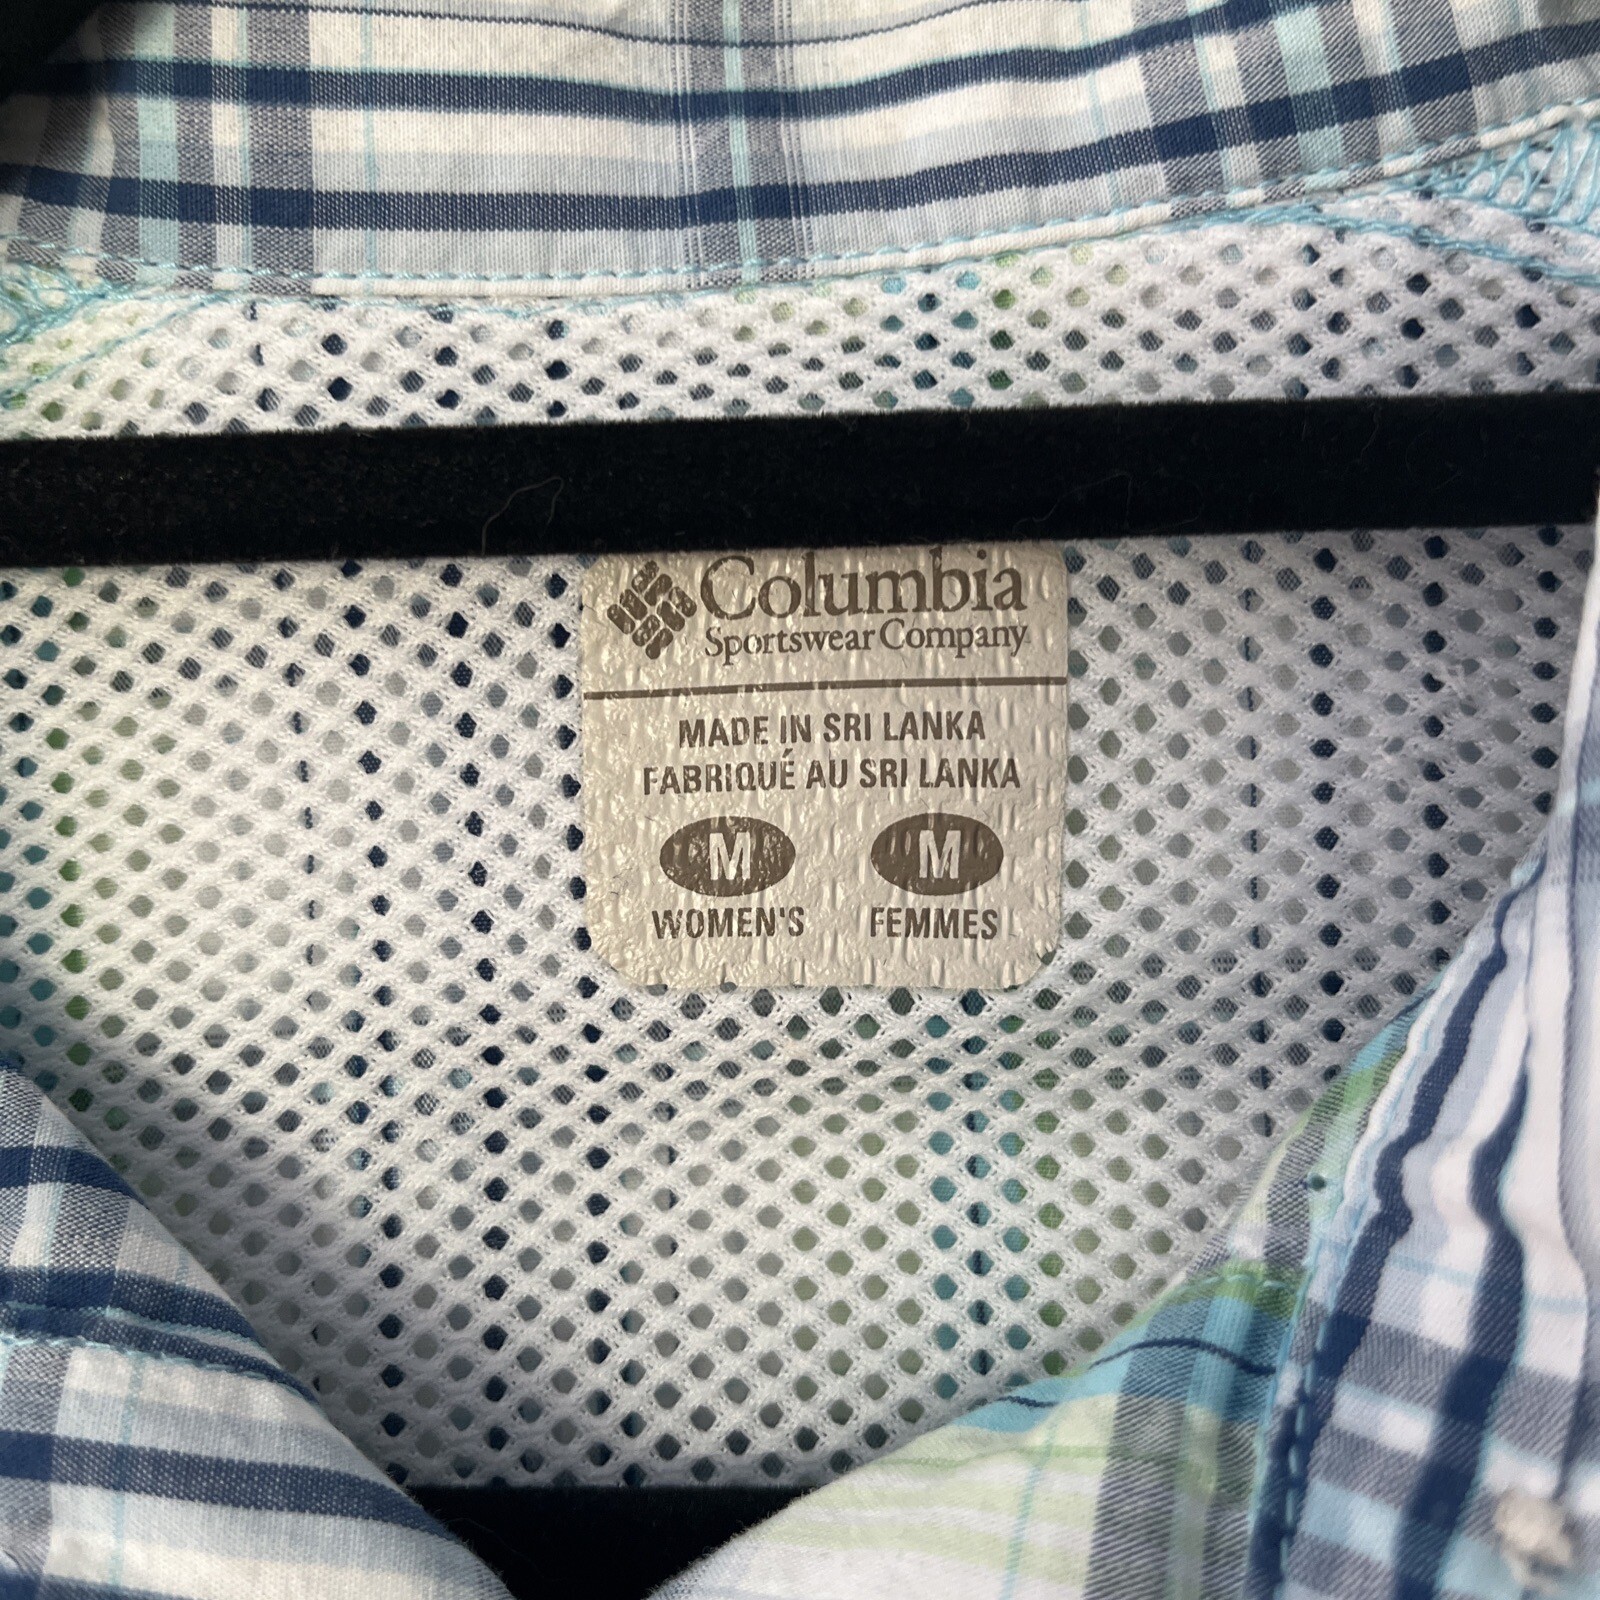 Columbia
Sportswear Company
MADE IN SRI LANKA
FABRIQUÉ AU SRI LANKA
M M
WOMEN'S FEMMES